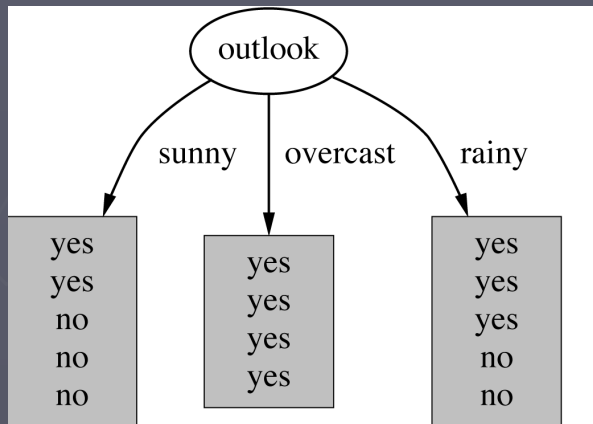 outlook
sunny
overcast
rainy
yes
yes
no
no
no
yes
yes
yes
yes
yes
yes
yes
no
no